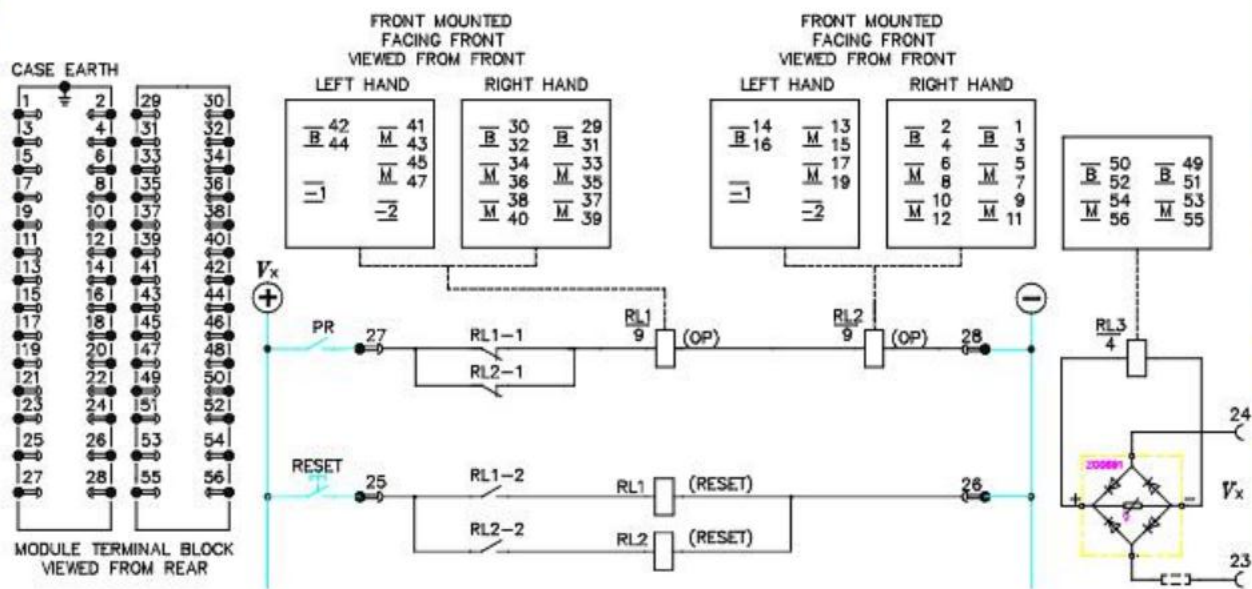 FRONT MOUNTED
FACING FRONT
VIEWED FROM FRONT
LEFT HAND RIGHT HAND
FRONT MOUNTED
FACING FRONT
VIEWED FROM FRONT
LEFT HAND RIGHT HAND
CASE EARTH
1 2 29 30
3 4 31 32
5 6 33 34
7 8 35 36
9 10 37 38
11 12 39 40
13 14 41 42
15 16 43 44
17 18 45 46
19 20 47 48
21 22 49 50
23 24 51 52
25 26 53 54
27 28 55 56
MODULE TERMINAL BLOCK
VIEWED FROM REAR
B 42 44
M 41 43
M 45 47
-1
-2
B 30 32
B 29 31
M 34 36
M 33 35
M 38 40
M 37 39
B 14 16
M 13 15
M 17 19
-1
-2
B 2 4
B 1 3
M 6 8
M 5 7
M 10 12
M 9 11
B 50 52
B 49 51
M 54 56
M 53 55
Vx
+
−
PR 27 RL1-1 RL1 9 (OP) RL2 9 (OP) 28
RL2-1
RESET 25 RL1-2 RL1 (RESET) 26
RL2-2 RL2 (RESET)
RL3
4
24
+ − Vx
23